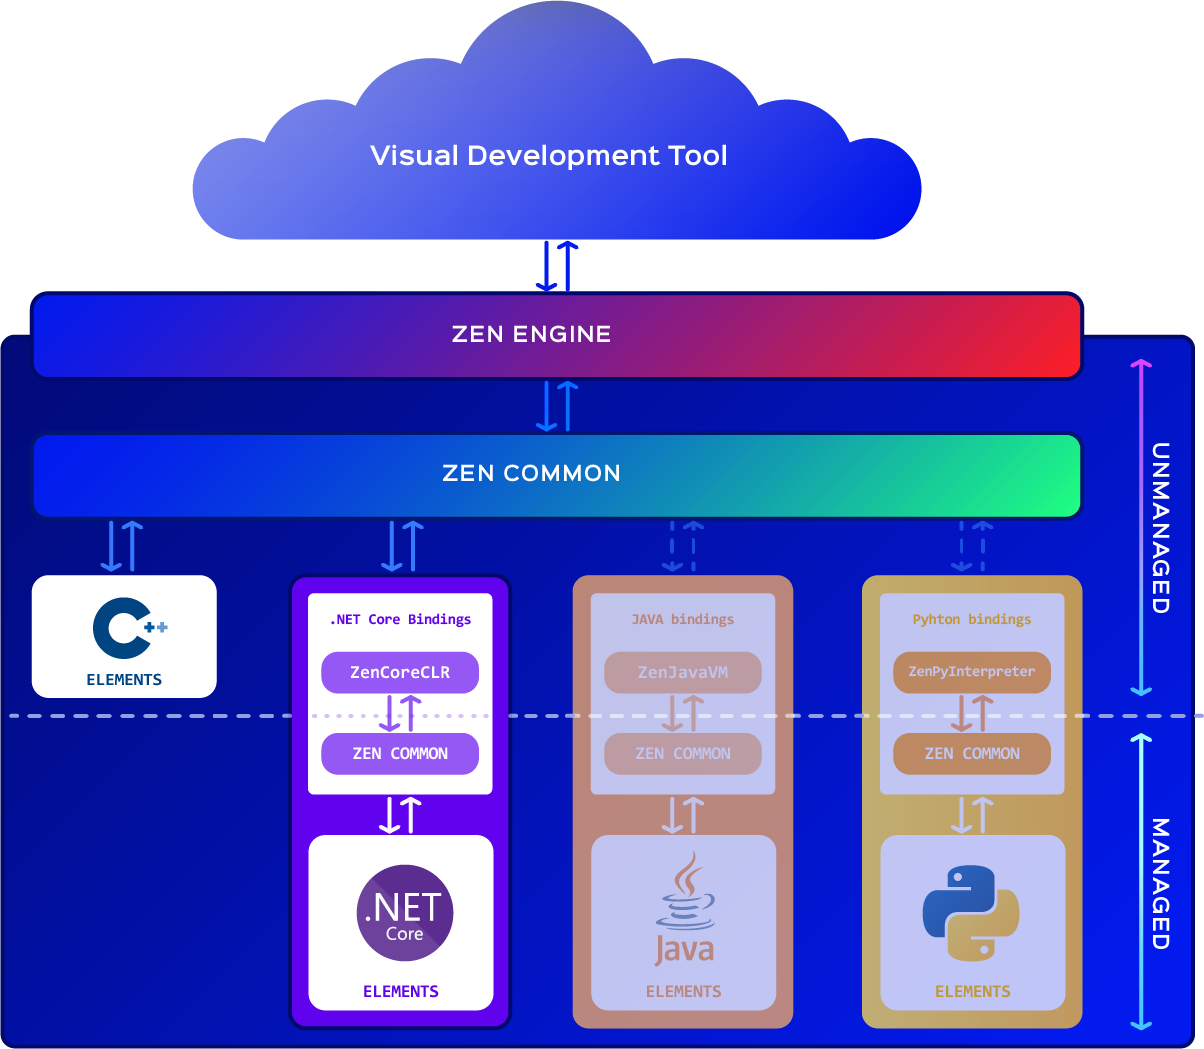 Visual Development Tool
ZEN ENGINE
ZEN COMMON
UNMANAGED
C++
ELEMENTS
.NET Core Bindings
ZenCoreCLR
ZEN COMMON
.NET
Core
ELEMENTS
JAVA bindings
ZenJavaVM
ZEN COMMON
Java
ELEMENTS
Pyhton bindings
ZenPyInterpreter
ZEN COMMON
ELEMENTS
MANAGED